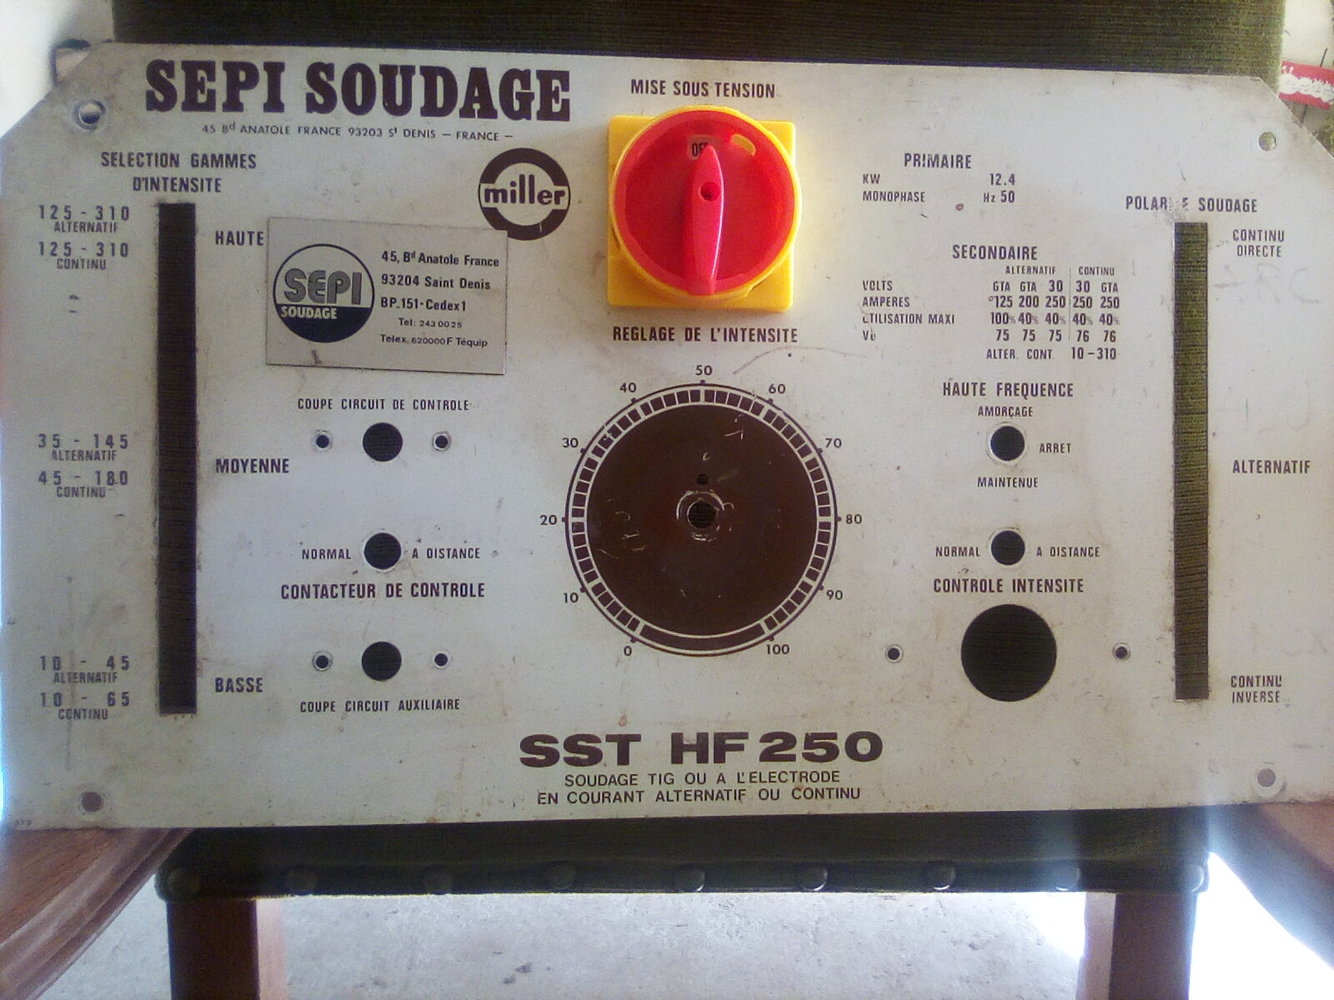 SEPI SOUDAGE
45 Bd ANATOLE FRANCE 93203 St DENIS – FRANCE –
MISE SOUS TENSION
OFF
miller
SELECTION GAMMES
D'INTENSITE
125 - 310
ALTERNATIF
125 - 310
CONTINU
HAUTE
35 - 145
ALTERNATIF
45 - 180
CONTINU
MOYENNE
10 - 45
ALTERNATIF
10 - 65
CONTINU
BASSE
SEPI
SOUDAGE
45, Bd Anatole France
93204 Saint Denis
BP.151-Cedex1
Tel: 243 00 25
Telex, 620000F Téquip
COUPE CIRCUIT DE CONTROLE
NORMAL A DISTANCE
CONTACTEUR DE CONTROLE
COUPE CIRCUIT AUXILIAIRE
REGLAGE DE L'INTENSITE
0 10 20 30 40 50 60 70 80 90 100
PRIMAIRE
KW 12.4
MONOPHASE Hz 50
SECONDAIRE
ALTERNATIF CONTINU
VOLTS GTA GTA 30 30 GTA
AMPERES 125 200 250 250 250
UTILISATION MAXI 100% 40% 40% 40% 40%
Vo 75 75 75 76 76
ALTER. CONT. 10-310
HAUTE FREQUENCE
AMORÇAGE
ARRET
MAINTENUE
NORMAL A DISTANCE
CONTROLE INTENSITE
SOUDAGE
CONTINU
DIRECTE
ALTERNATIF
CONTINU
INVERSE
SST HF 250
SOUDAGE TIG OU A L'ELECTRODE
EN COURANT ALTERNATIF OU CONTINU